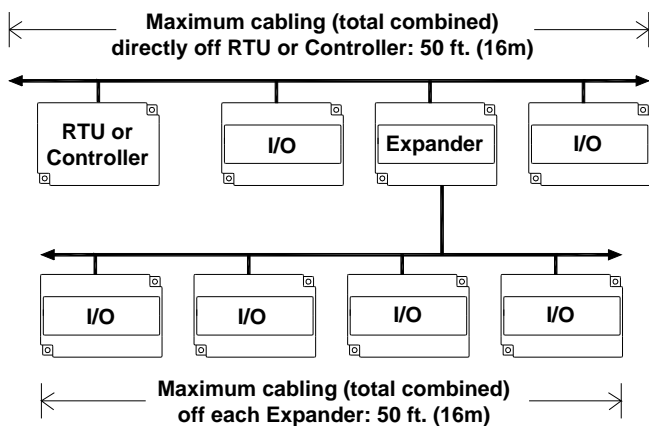 Maximum cabling (total combined)
directly off RTU or Controller: 50 ft. (16m)
RTU or
Controller
I/O
Expander
I/O
I/O
I/O
I/O
I/O
Maximum cabling (total combined)
off each Expander: 50 ft. (16m)